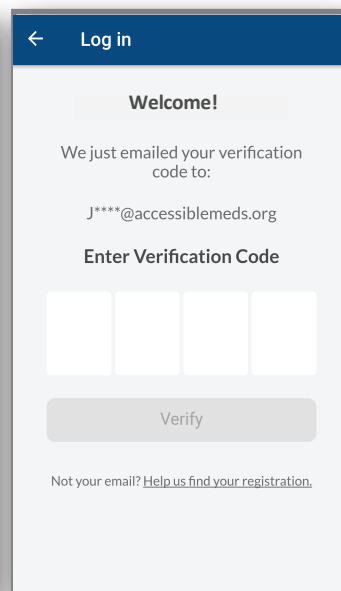 Log in
Welcome!
We just emailed your verification
code to:
J****@accessiblemeds.org
Enter Verification Code
Verify
Not your email? Help us find your registration.